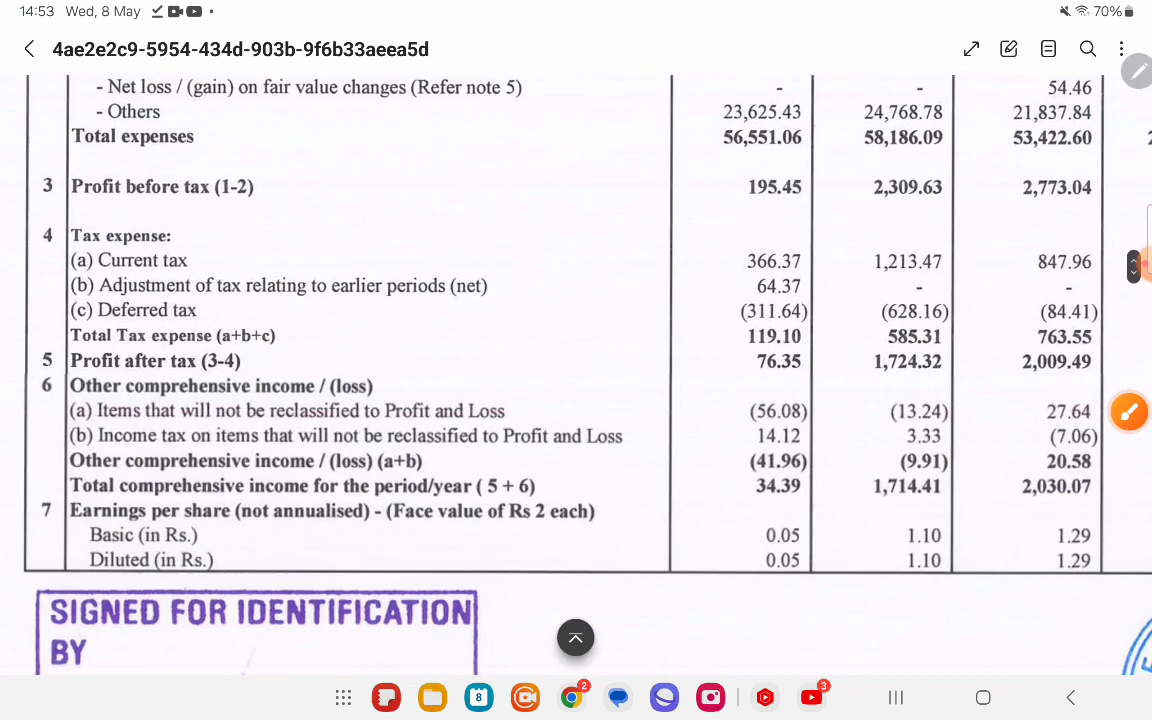 14:53 Wed, 8 May
70%
4ae2e2c9-5954-434d-903b-9f6b33aeea5d
- Net loss / (gain) on fair value changes (Refer note 5) - - 54.46
- Others 23,625.43 24,768.78 21,837.84
Total expenses 56,551.06 58,186.09 53,422.60
3 Profit before tax (1-2) 195.45 2,309.63 2,773.04
4 Tax expense:
(a) Current tax 366.37 1,213.47 847.96
(b) Adjustment of tax relating to earlier periods (net) 64.37 - -
(c) Deferred tax (311.64) (628.16) (84.41)
Total Tax expense (a+b+c) 119.10 585.31 763.55
5 Profit after tax (3-4) 76.35 1,724.32 2,009.49
6 Other comprehensive income / (loss)
(a) Items that will not be reclassified to Profit and Loss (56.08) (13.24) 27.64
(b) Income tax on items that will not be reclassified to Profit and Loss 14.12 3.33 (7.06)
Other comprehensive income / (loss) (a+b) (41.96) (9.91) 20.58
Total comprehensive income for the period/year ( 5 + 6) 34.39 1,714.41 2,030.07
7 Earnings per share (not annualised) - (Face value of Rs 2 each)
Basic (in Rs.) 0.05 1.10 1.29
Diluted (in Rs.) 0.05 1.10 1.29
SIGNED FOR IDENTIFICATION
BY
8
2
3